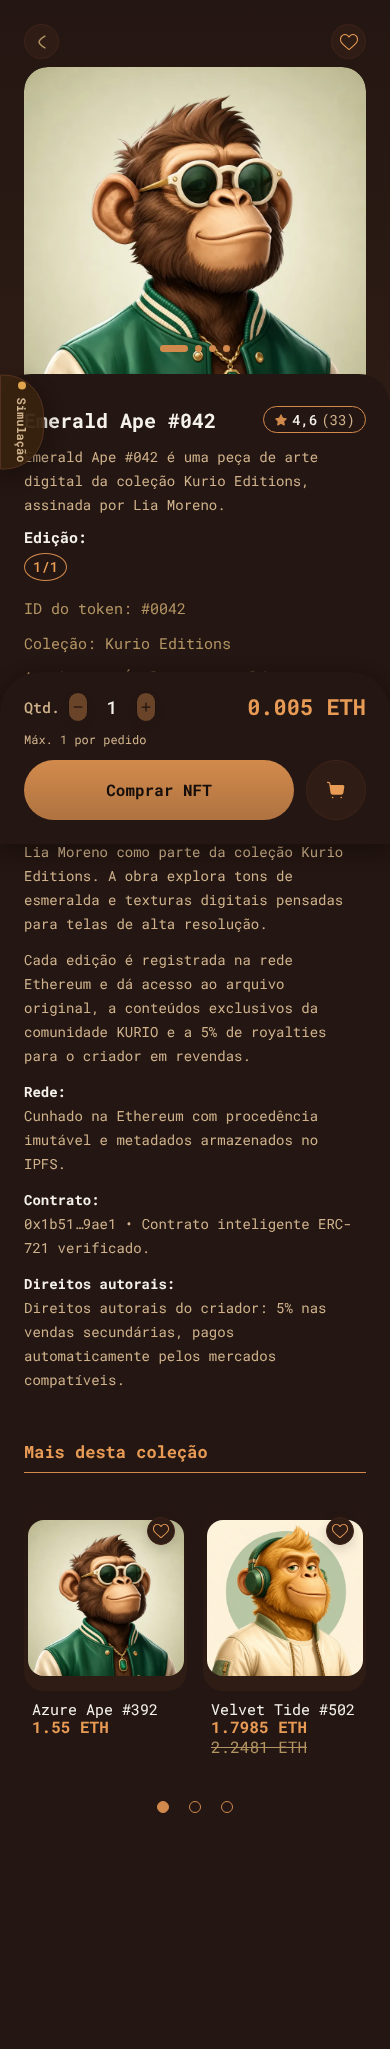 Simulação
Emerald Ape #042
4,6 (33)
Emerald Ape #042 é uma peça de arte
digital da coleção Kurio Editions,
assinada por Lia Moreno.
Edição:
1/1
ID do token: #0042
Coleção: Kurio Editions
Qtd. − 1 +
0.005 ETH
Máx. 1 por pedido
Comprar NFT
Lia Moreno como parte da coleção Kurio
Editions. A obra explora tons de
esmeralda e texturas digitais pensadas
para telas de alta resolução.
Cada edição é registrada na rede
Ethereum e dá acesso ao arquivo
original, a conteúdos exclusivos da
comunidade KURIO e a 5% de royalties
para o criador em revendas.
Rede:
Cunhado na Ethereum com procedência
imutável e metadados armazenados no
IPFS.
Contrato:
0x1b51…9ae1 • Contrato inteligente ERC-
721 verificado.
Direitos autorais:
Direitos autorais do criador: 5% nas
vendas secundárias, pagos
automaticamente pelos mercados
compatíveis.
Mais desta coleção
Azure Ape #392
1.55 ETH
Velvet Tide #502
1.7985 ETH
2.2481 ETH